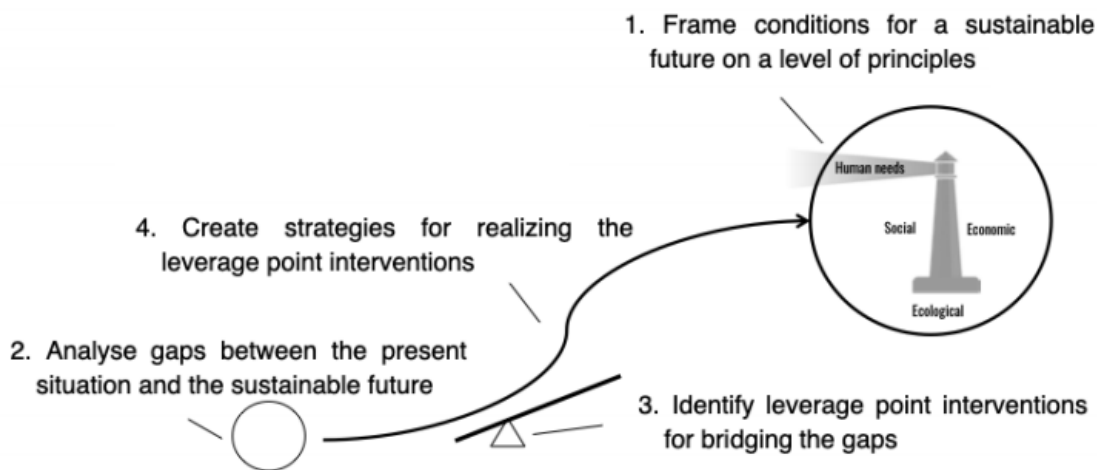 1. Frame conditions for a sustainable
future on a level of principles
Human needs
Social
Economic
Ecological
4. Create strategies for realizing the
leverage point interventions
2. Analyse gaps between the present
situation and the sustainable future
3. Identify leverage point interventions
for bridging the gaps